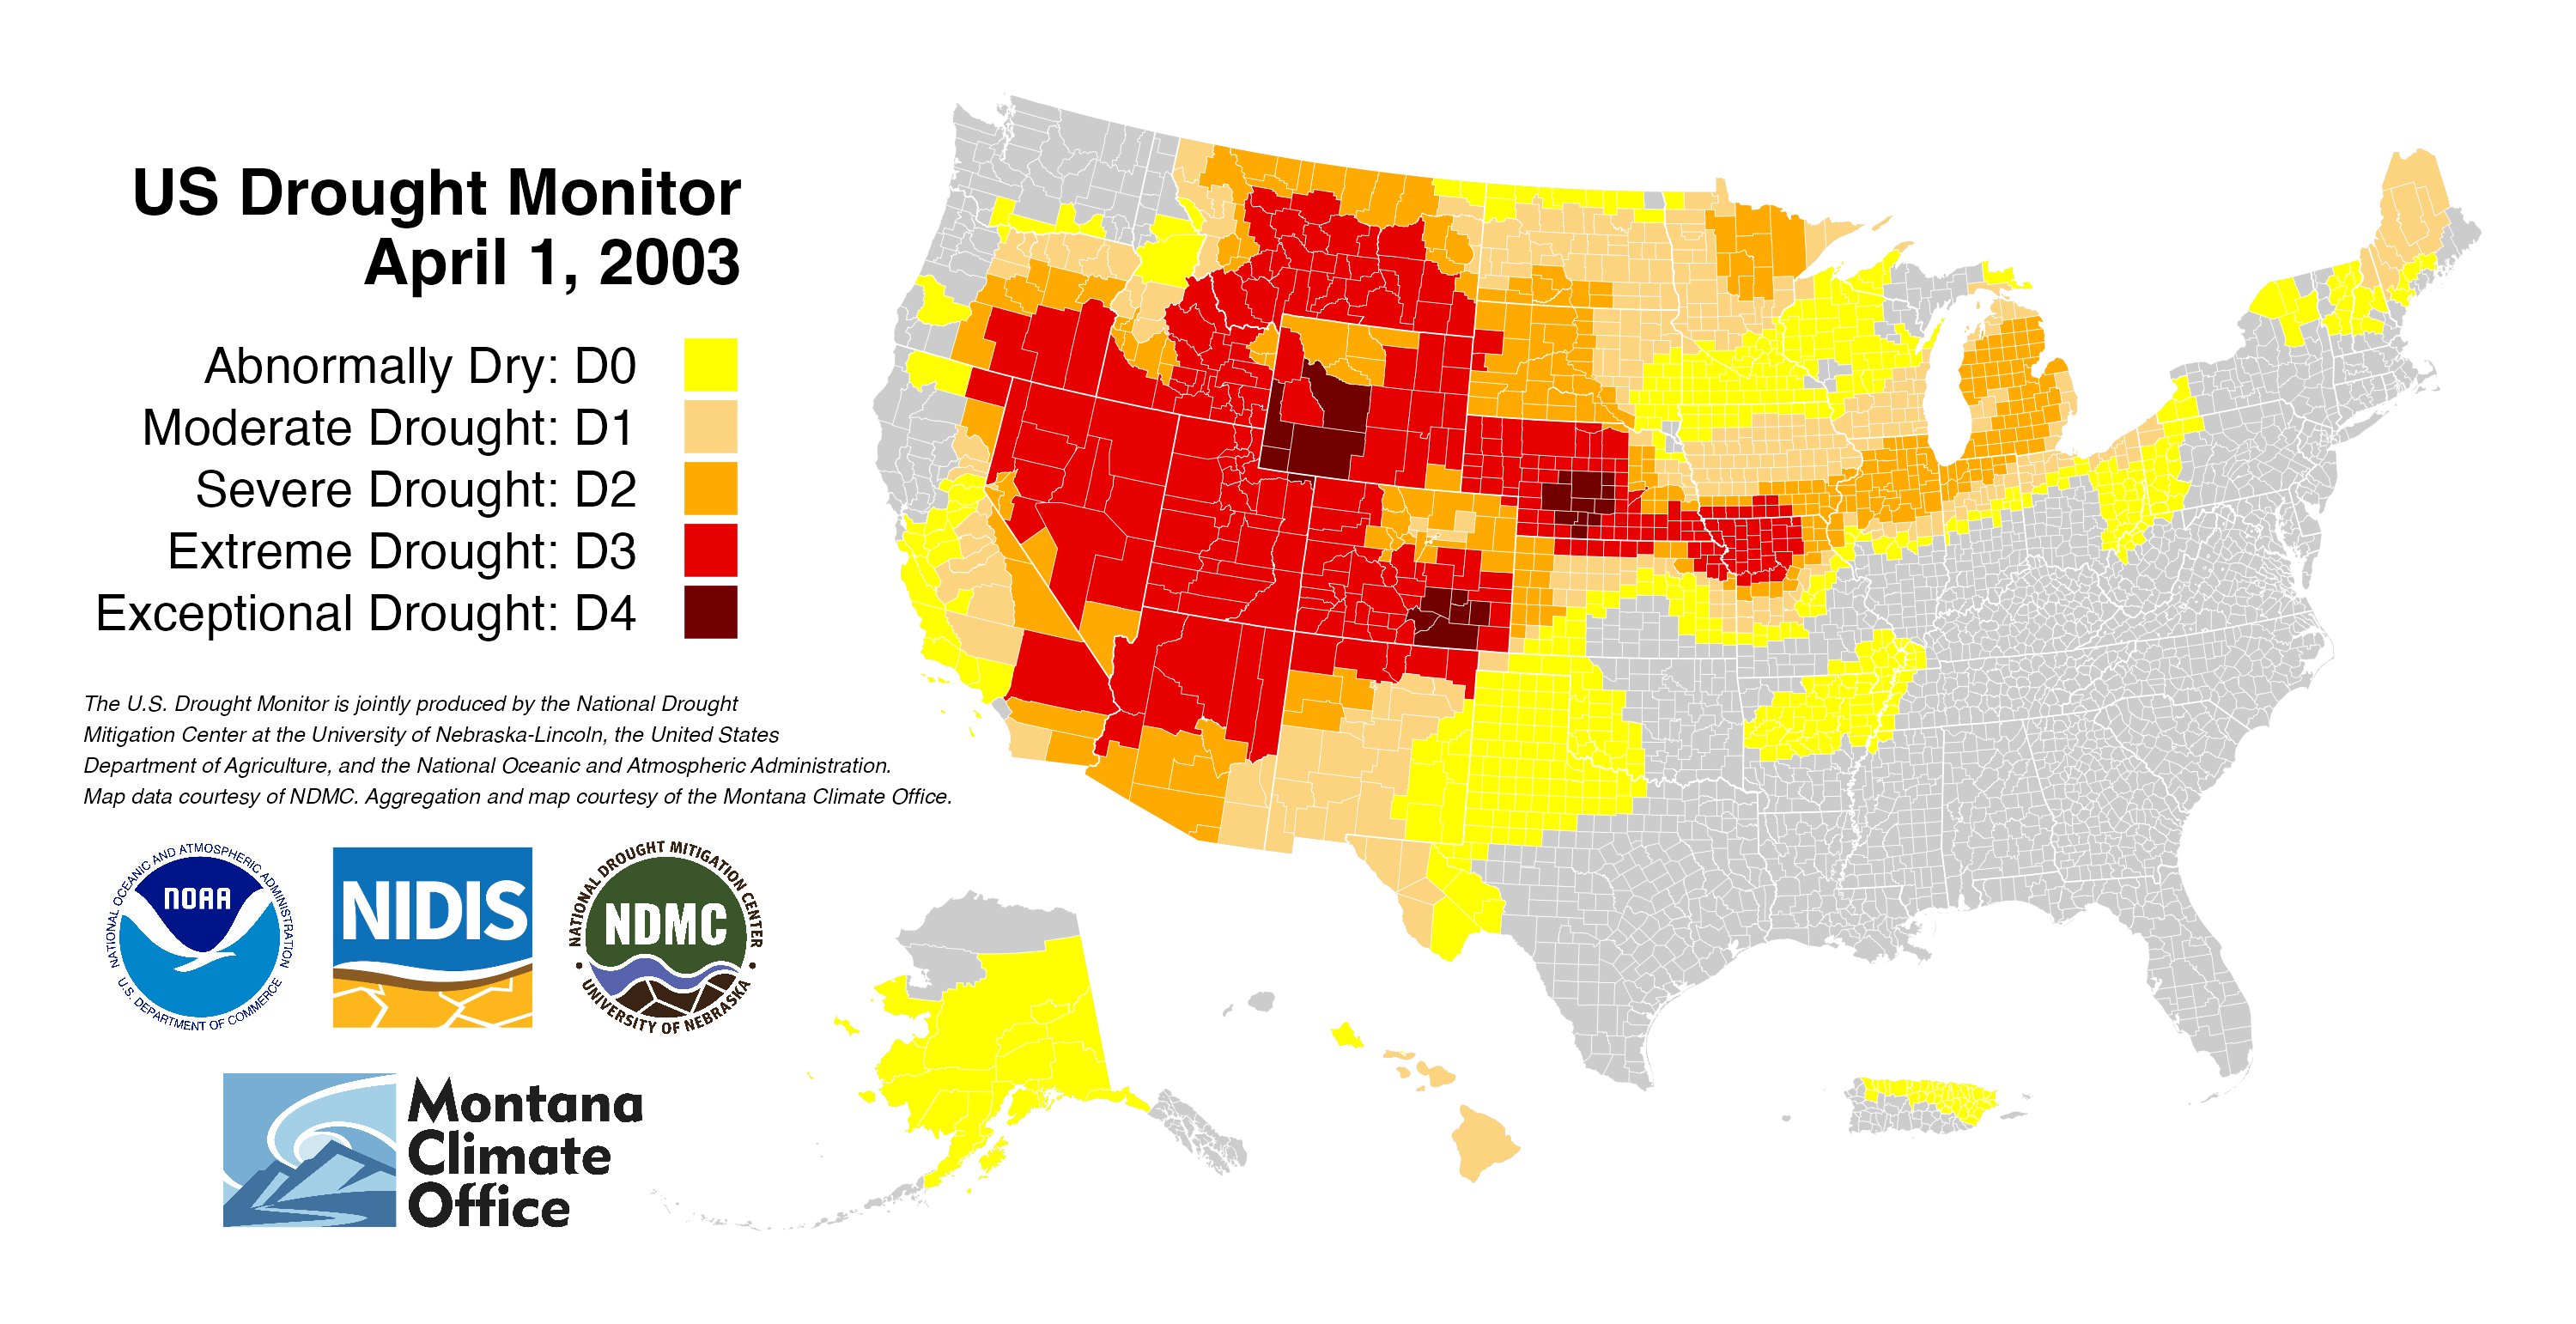 US Drought Monitor
April 1, 2003
Abnormally Dry: D0
Moderate Drought: D1
Severe Drought: D2
Extreme Drought: D3
Exceptional Drought: D4
The U.S. Drought Monitor is jointly produced by the National Drought
Mitigation Center at the University of Nebraska-Lincoln, the United States
Department of Agriculture, and the National Oceanic and Atmospheric Administration.
Map data courtesy of NDMC. Aggregation and map courtesy of the Montana Climate Office.
NATIONAL OCEANIC AND ATMOSPHERIC ADMINISTRATION
NOAA
U.S. DEPARTMENT OF COMMERCE
NIDIS
NATIONAL DROUGHT MITIGATION CENTER
NDMC
UNIVERSITY OF NEBRASKA
Montana
Climate
Office